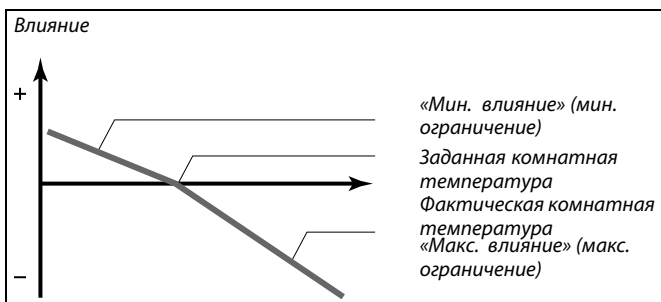 Влияние
+
«Мин. влияние» (мин.
ограничение)
Заданная комнатная
температура
Фактическая комнатная
температура
«Макс. влияние» (макс.
ограничение)
–